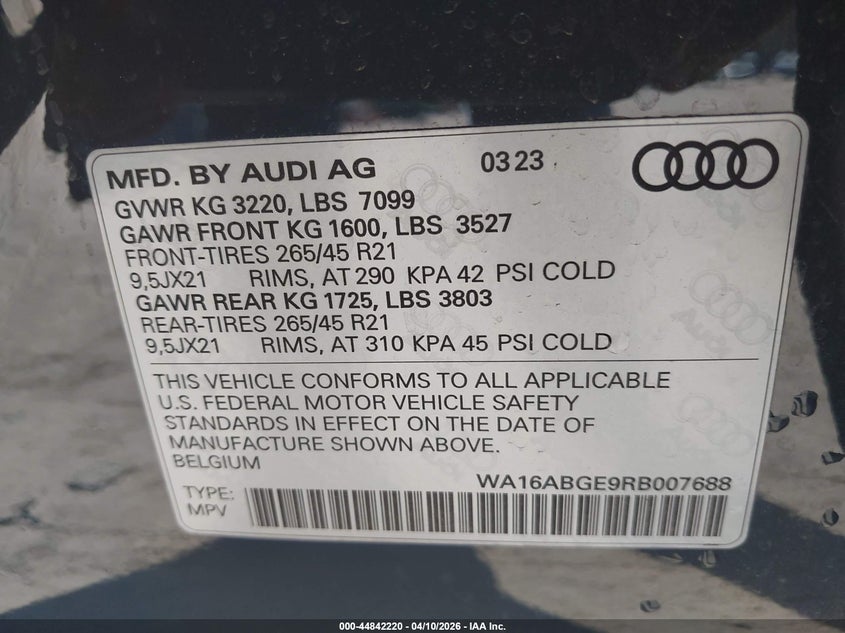 MFD. BY AUDI AG 03 23
GVWR KG 3220, LBS 7099
GAWR FRONT KG 1600, LBS 3527
FRONT-TIRES 265/45 R21
9,5JX21 RIMS, AT 290 KPA 42 PSI COLD
GAWR REAR KG 1725, LBS 3803
REAR-TIRES 265/45 R21
9,5JX21 RIMS, AT 310 KPA 45 PSI COLD
THIS VEHICLE CONFORMS TO ALL APPLICABLE
U.S. FEDERAL MOTOR VEHICLE SAFETY
STANDARDS IN EFFECT ON THE DATE OF
MANUFACTURE SHOWN ABOVE.
BELGIUM
WA16ABGE9RB007688
TYPE:
MPV
000-44842220 - 04/10/2026 - IAA Inc.